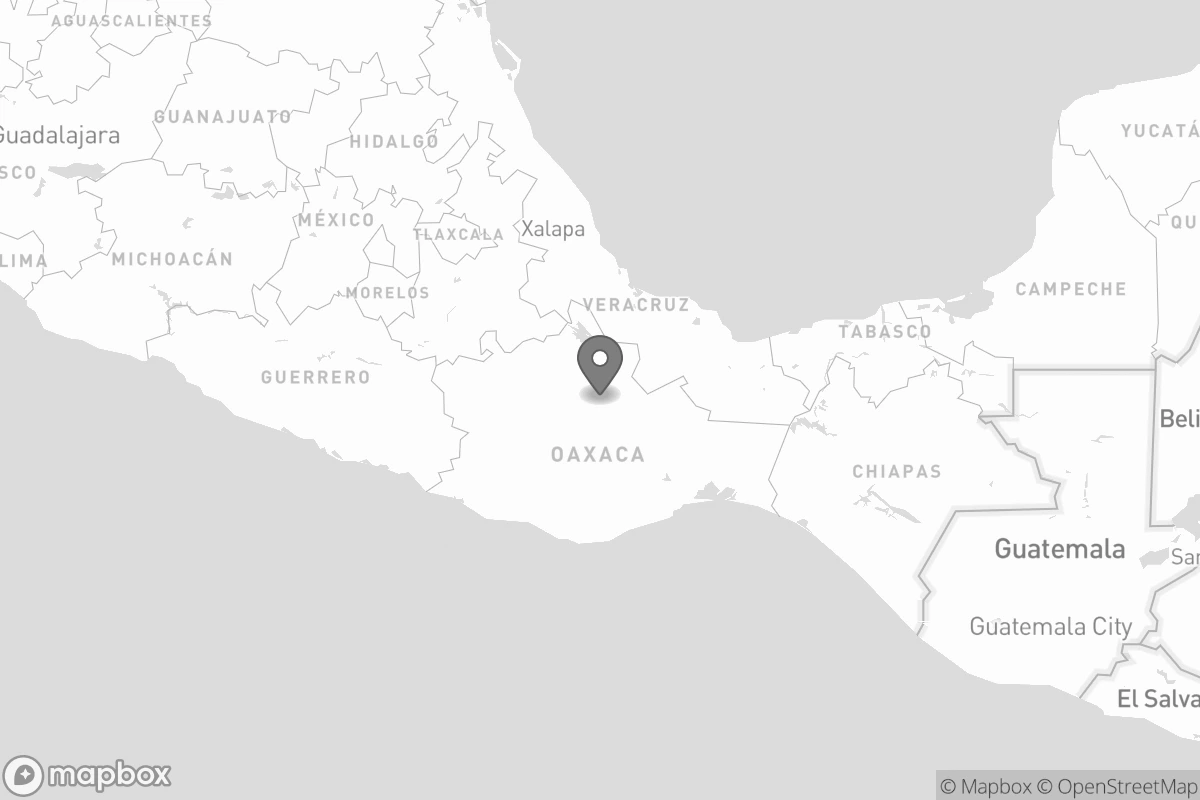 AGUASCALIENTES
GUANAJUATO
YUCATÁ
Guadalajara
HIDALGO
SCO
QU
MÉXICO
Xalapa
TLAXCALA
LIMA
MICHOACÁN
CAMPECHE
MORELOS
VERACRUZ
TABASCO
GUERRERO
Beli
OAXACA
CHIAPAS
Guatemala
San
Guatemala City
El Salva
mapbox
© Mapbox © OpenStreetMap